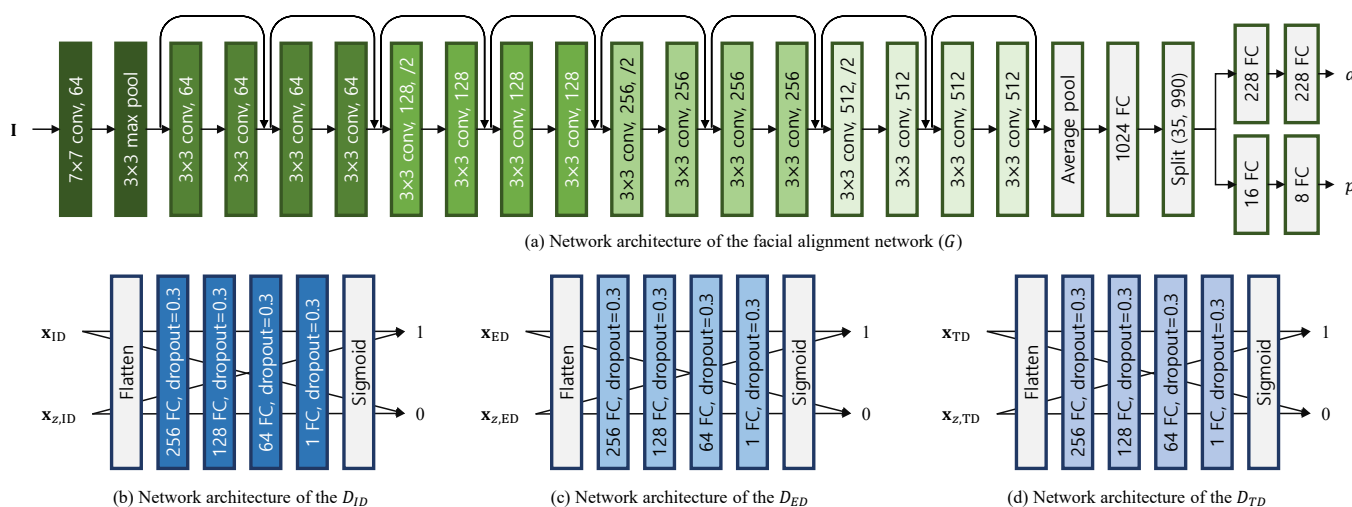 I
7×7 conv, 64
3×3 max pool
3×3 conv, 64
3×3 conv, 64
3×3 conv, 64
3×3 conv, 64
3×3 conv, 128, /2
3×3 conv, 128
3×3 conv, 128
3×3 conv, 128
3×3 conv, 256, /2
3×3 conv, 256
3×3 conv, 256
3×3 conv, 256
3×3 conv, 512, /2
3×3 conv, 512
3×3 conv, 512
3×3 conv, 512
Average pool
1024 FC
Split (35, 990)
228 FC
228 FC
16 FC
8 FC
p
(a) Network architecture of the facial alignment network (G)
x_ID
x_z,ID
Flatten
256 FC, dropout=0.3
128 FC, dropout=0.3
64 FC, dropout=0.3
1 FC, dropout=0.3
Sigmoid
1
0
(b) Network architecture of the D_ID
x_ED
x_z,ED
Flatten
256 FC, dropout=0.3
128 FC, dropout=0.3
64 FC, dropout=0.3
1 FC, dropout=0.3
Sigmoid
1
0
(c) Network architecture of the D_ED
x_TD
x_z,TD
Flatten
256 FC, dropout=0.3
128 FC, dropout=0.3
64 FC, dropout=0.3
1 FC, dropout=0.3
Sigmoid
1
0
(d) Network architecture of the D_TD